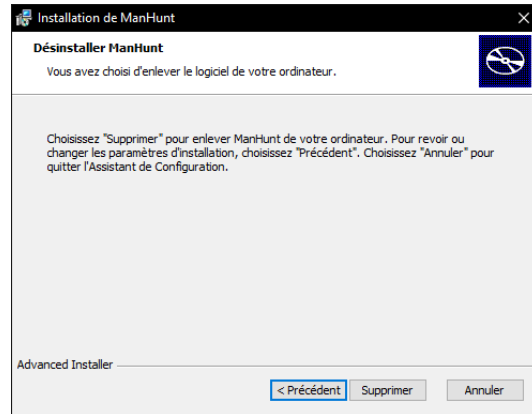 Installation de ManHunt
Désinstaller ManHunt
Vous avez choisi d'enlever le logiciel de votre ordinateur.
Choisissez "Supprimer" pour enlever ManHunt de votre ordinateur. Pour revoir ou
changer les paramètres d'installation, choisissez "Précédent". Choisissez "Annuler" pour
quitter l'Assistant de Configuration.
Advanced Installer
< Précédent
Supprimer
Annuler